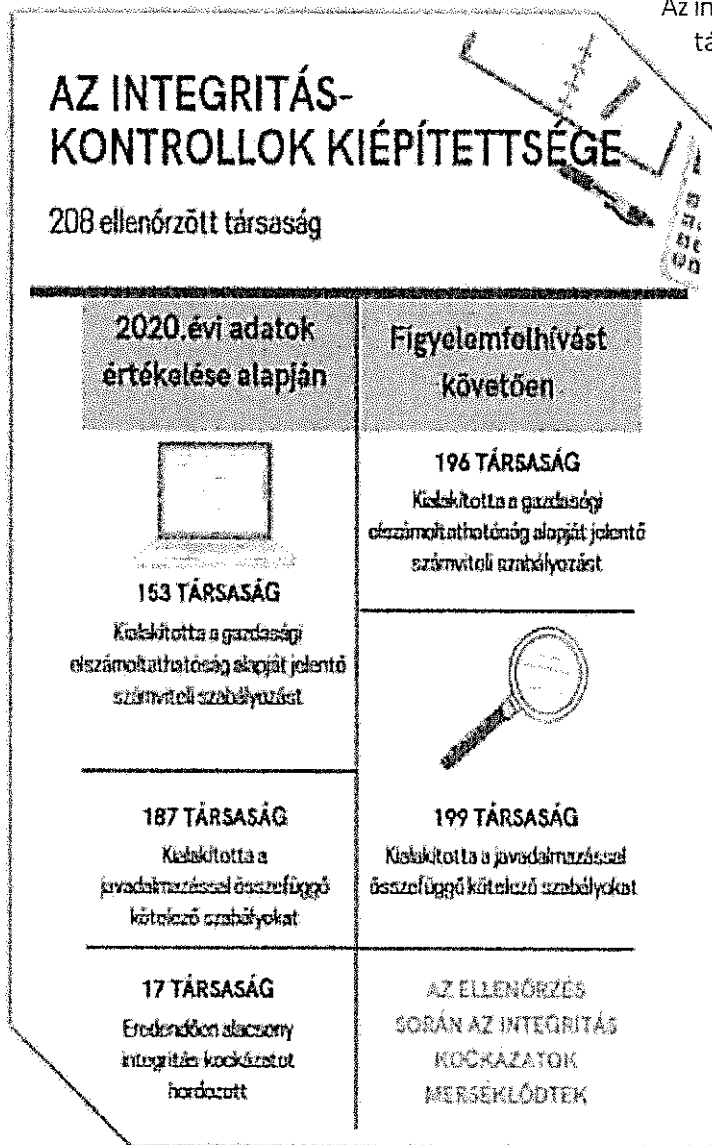 Az in
tá
AZ INTEGRITÁS-
KONTROLLOK KIÉPÍTETTSÉGE
208 ellenőrzött társaság
2020.évi adatok
értékelése alapján
153 TÁRSASÁG
Kialakította a gazdasági
elszámoltathatóság alapját jelentő
számviteli szabályozást
187 TÁRSASÁG
Kialakította a
javadalmazással összefüggő
kötelező szabályokat
17 TÁRSASÁG
Eredendően alacsony
integritás kockázatot
hordozott
Figyelemfelhívást
követően
196 TÁRSASÁG
Kialakította a gazdasági
elszámoltathatóság alapját jelentő
számviteli szabályozást
199 TÁRSASÁG
Kialakította a javadalmazással
összefüggő kötelező szabályokat
AZ ELLENŐRZÉS
SORÁN AZ INTEGRITÁS
KOCKÁZATOK
MÉRSÉKLŐDTEK